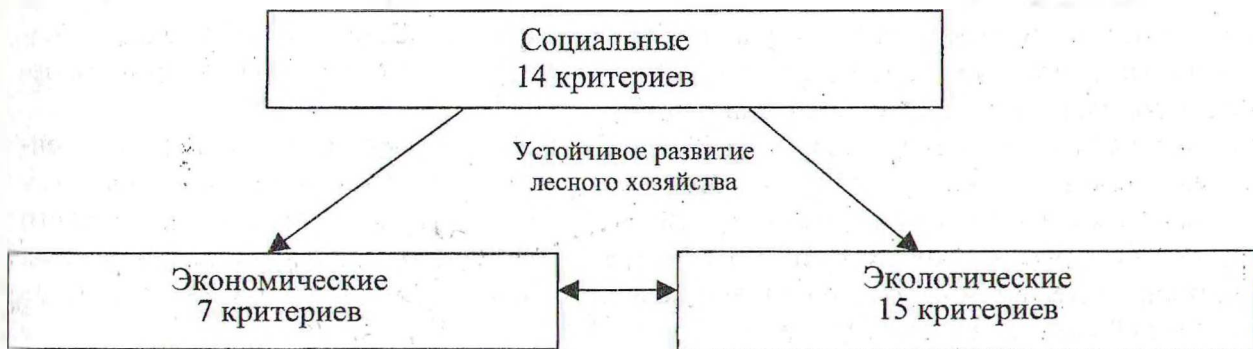 Социальные
14 критериев
Устойчивое развитие
лесного хозяйства
Экономические
7 критериев
Экологические
15 критериев